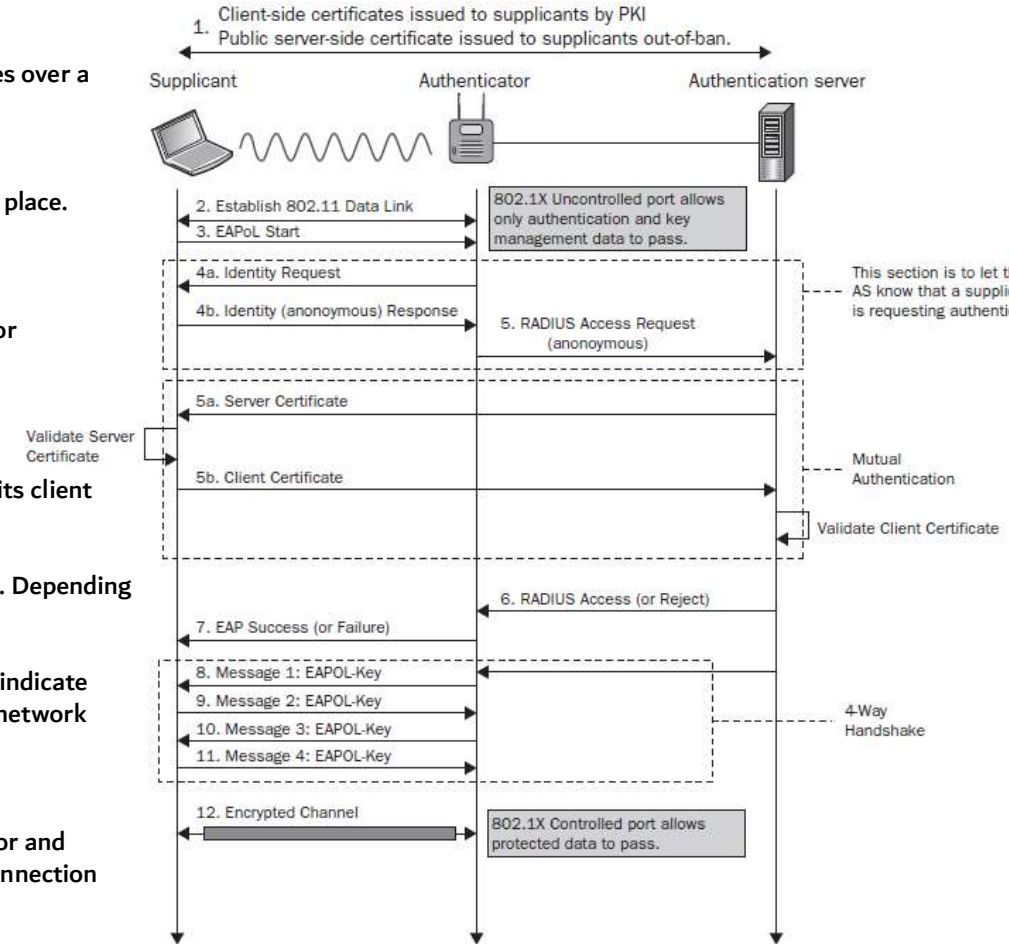 Client-side certificates issued to supplicants by PKI
1.
Public server-side certificate issued to supplicants out-of-ban.
es over a
Supplicant
Authenticator
Authentication server
place.
2. Establish 802.11 Data Link
3. EAPoL Start
802.1X Uncontrolled port allows
only authentication and key
management data to pass.
4a. Identity Request
This section is to let t
AS know that a suppli
is requesting authenti
4b. Identity (anonoymous) Response
or
5. RADIUS Access Request
(anonoymous)
5a. Server Certificate
Validate Server
Certificate
its client
5b. Client Certificate
Mutual
Authentication
Validate Client Certificate
. Depending
6. RADIUS Access (or Reject)
7. EAP Success (or Failure)
indicate
network
8. Message 1: EAPOL-Key
9. Message 2: EAPOL-Key
10. Message 3: EAPOL-Key
11. Message 4: EAPOL-Key
4-Way
Handshake
12. Encrypted Channel
802.1X Controlled port allows
protected data to pass.
or and
nnection